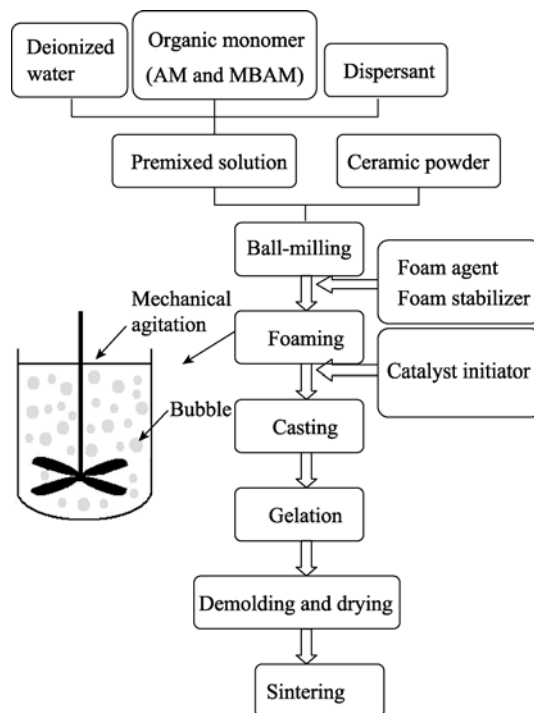 Deionized
water
Organic monomer
(AM and MBAM)
Dispersant
Premixed solution
Ceramic powder
Ball-milling
Foam agent
Foam stabilizer
Mechanical
agitation
Foaming
Catalyst initiator
Bubble
Casting
Gelation
Demolding and drying
Sintering